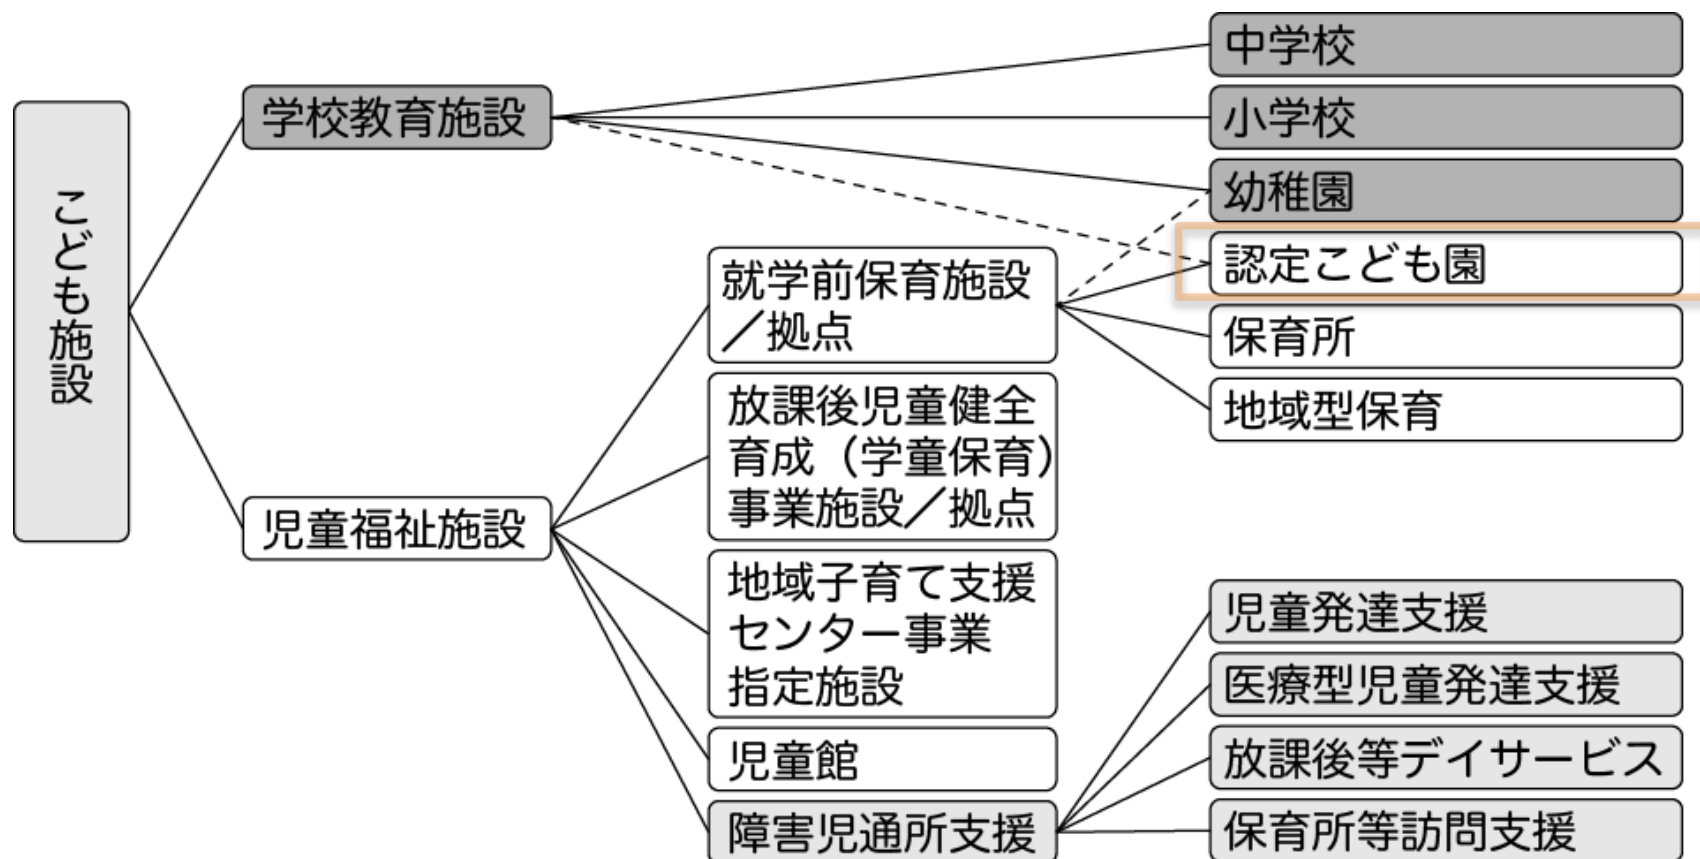 こども施設
学校教育施設
児童福祉施設
就学前保育施設
／拠点
放課後児童健全
育成（学童保育）
事業施設／拠点
地域子育て支援
センター事業
指定施設
児童館
障害児通所支援
中学校
小学校
幼稚園
認定こども園
保育所
地域型保育
児童発達支援
医療型児童発達支援
放課後等デイサービス
保育所等訪問支援